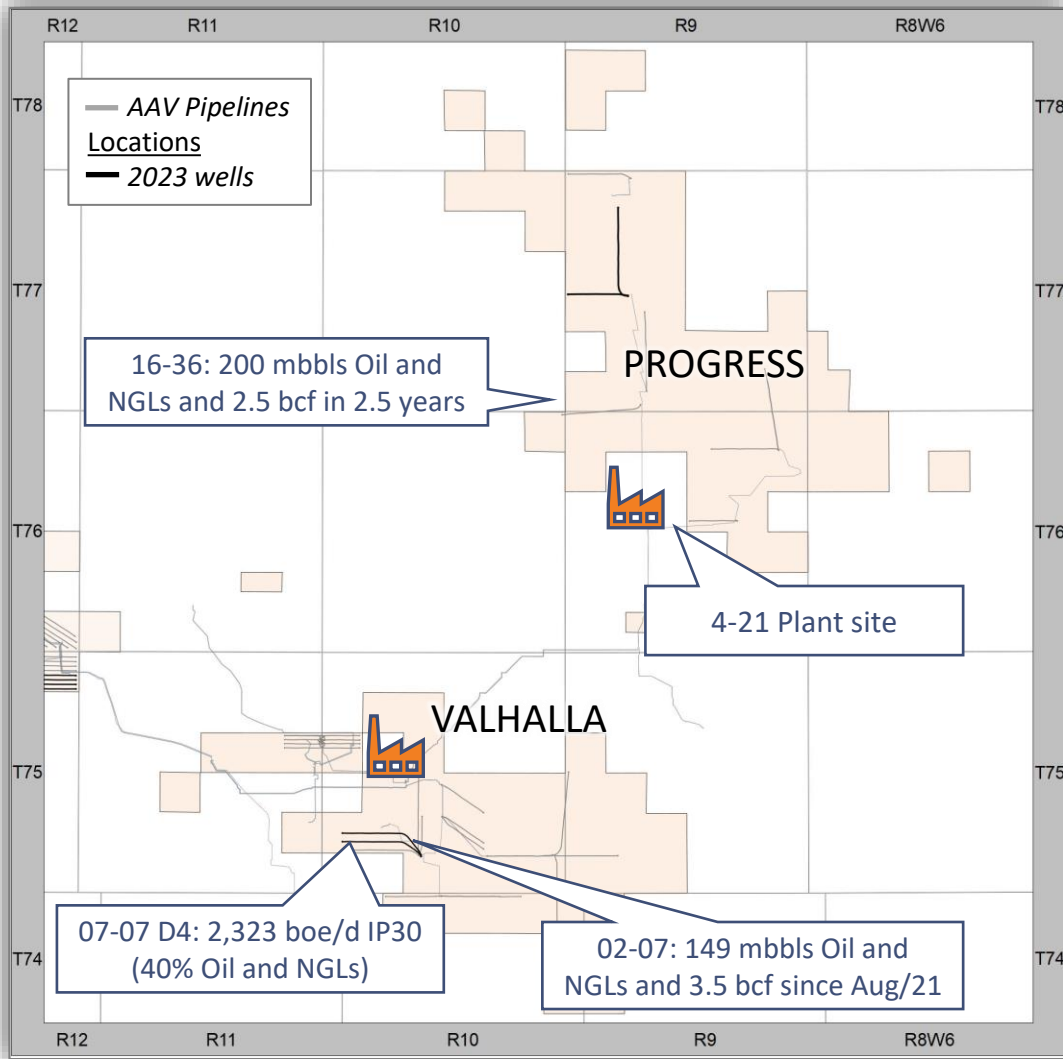 R12 R11 R10 R9 R8W6
T78 T78
AAV Pipelines
Locations
2023 wells
T77 T77
16-36: 200 mbbls Oil and
NGLs and 2.5 bcf in 2.5 years
PROGRESS
T76 T76
4-21 Plant site
VALHALLA
T75 T75
07-07 D4: 2,323 boe/d IP30
(40% Oil and NGLs)
02-07: 149 mbbls Oil and
NGLs and 3.5 bcf since Aug/21
T74 T74
R12 R11 R10 R9 R8W6